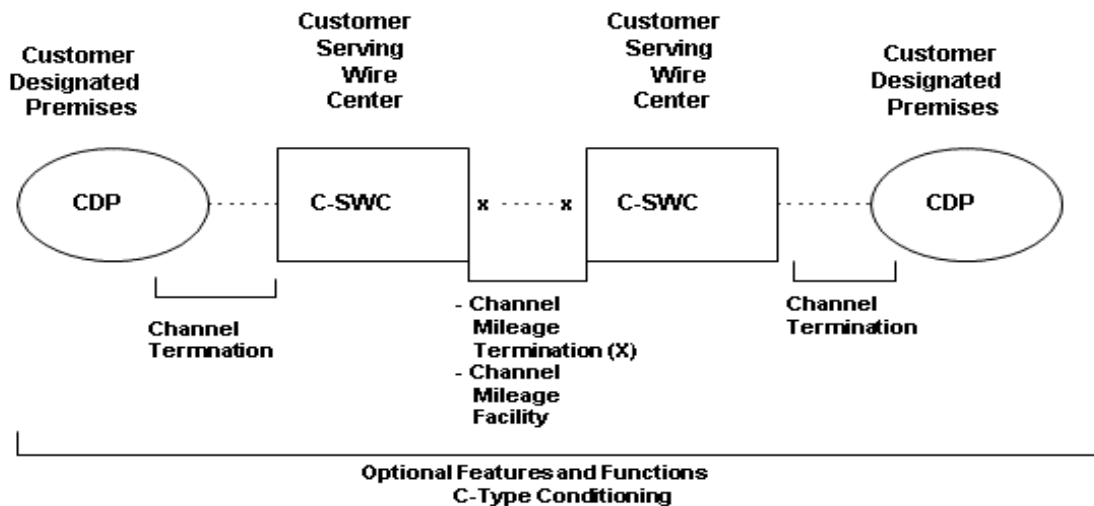 Customer
Designated
Premises
Customer
Serving
Wire
Center
Customer
Serving
Wire
Center
Customer
Designated
Premises
CDP
C-SWC
x
x
C-SWC
CDP
Channel
Termnation
- Channel
Mileage
Termination (X)
- Channel
Mileage
Facility
Channel
Termination
Optional Features and Functions
C-Type Conditioning